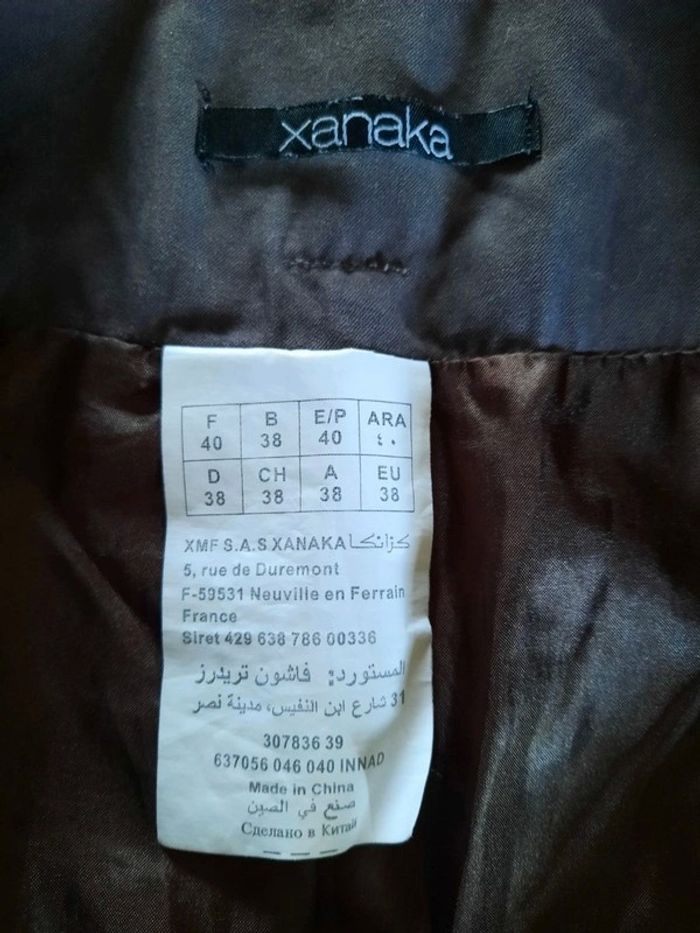 xanaka
F B E/P ARA
40 38 40 ٤٠
D CH A EU
38 38 38 38
XMF S.A.S XANAKA كزانكا
5, rue de Duremont
F-59531 Neuville en Ferrain
France
Siret 429 638 786 00336
المستورد: فاشون تريدرز
31 شارع ابن النفيس، مدينة نصر
307836 39
637056 046 040 INNAD
Made in China
صنع في الصين
Сделано в Китай